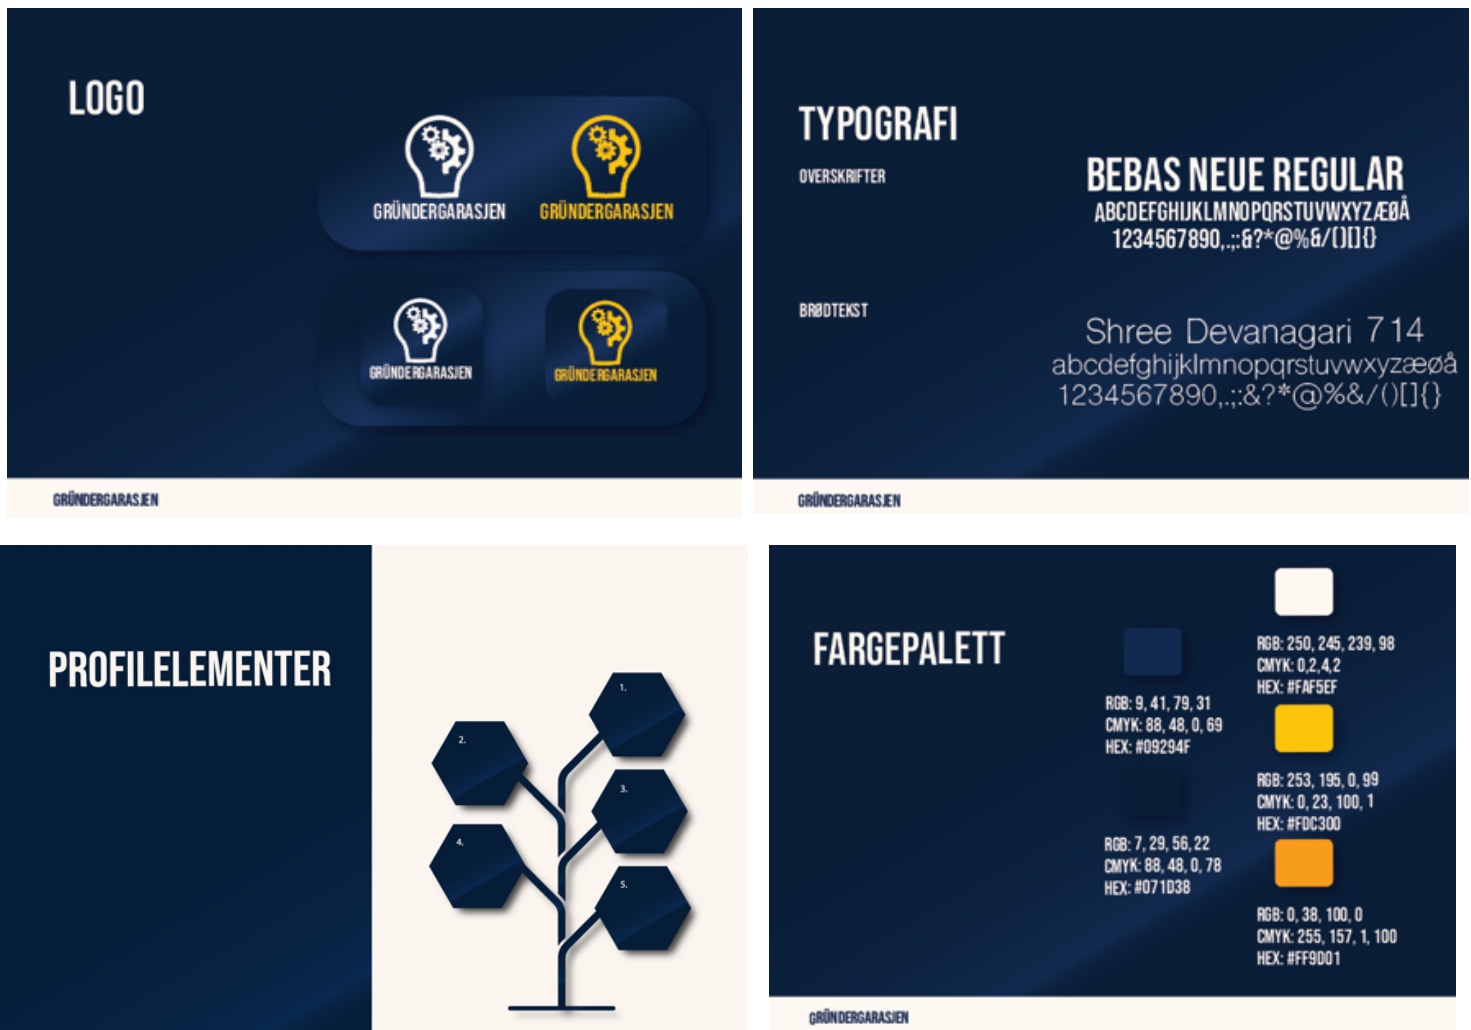 LOGO
GRÜNDERGARASJEN
GRÜNDERGARASJEN
GRÜNDERGARASJEN
GRÜNDERGARASJEN
GRÜNDERGARASJEN
TYPOGRAFI
OVERSKRIFTER
BEBAS NEUE REGULAR
ABCDEFGHIJKLMNOPQRSTUVWXYZÆØÅ
1234567890,.;:&?*@%&/()[]{}
BRØDTEKST
Shree Devanagari 714
abcdefghijklmnopqrstuvwxyzæøå
1234567890,.;:&?*@%&/()[]{}
GRÜNDERGARASJEN
PROFILELEMENTER
1.
2.
3.
4.
5.
FARGEPALETT
RGB: 9, 41, 79, 31
CMYK: 88, 48, 0, 69
HEX: #09294F
RGB: 7, 29, 56, 22
CMYK: 88, 48, 0, 78
HEX: #071D38
RGB: 250, 245, 239, 98
CMYK: 0,2,4,2
HEX: #FAF5EF
RGB: 253, 195, 0, 99
CMYK: 0, 23, 100, 1
HEX: #FDC300
RGB: 0, 38, 100, 0
CMYK: 255, 157, 1, 100
HEX: #FF9D01
GRÜNDERGARASJEN